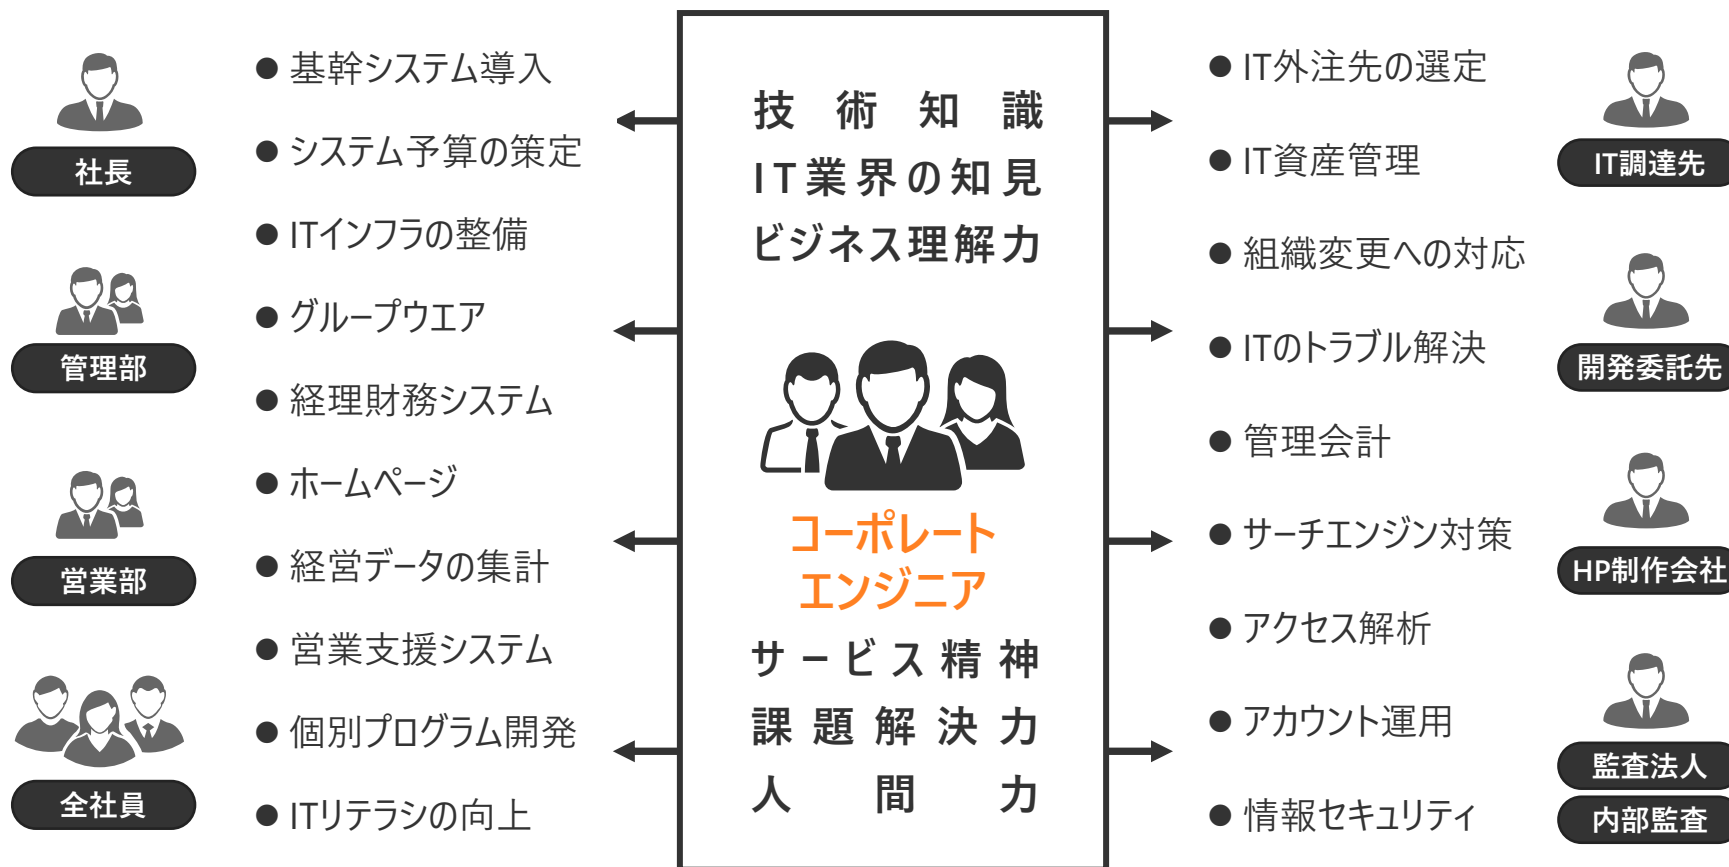 社長
管理部
営業部
全社員
● 基幹システム導入
● システム予算の策定
● ITインフラの整備
● グループウエア
● 経理財務システム
● ホームページ
● 経営データの集計
● 営業支援システム
● 個別プログラム開発
● ITリテラシの向上
技術知識
IT業界の知見
ビジネス理解力
コーポレート
エンジニア
サービス精神
課題解決力
人間力
● IT外注先の選定
● IT資産管理
● 組織変更への対応
● ITのトラブル解決
● 管理会計
● サーチエンジン対策
● アクセス解析
● アカウント運用
● 情報セキュリティ
IT調達先
開発委託先
HP制作会社
監査法人
内部監査